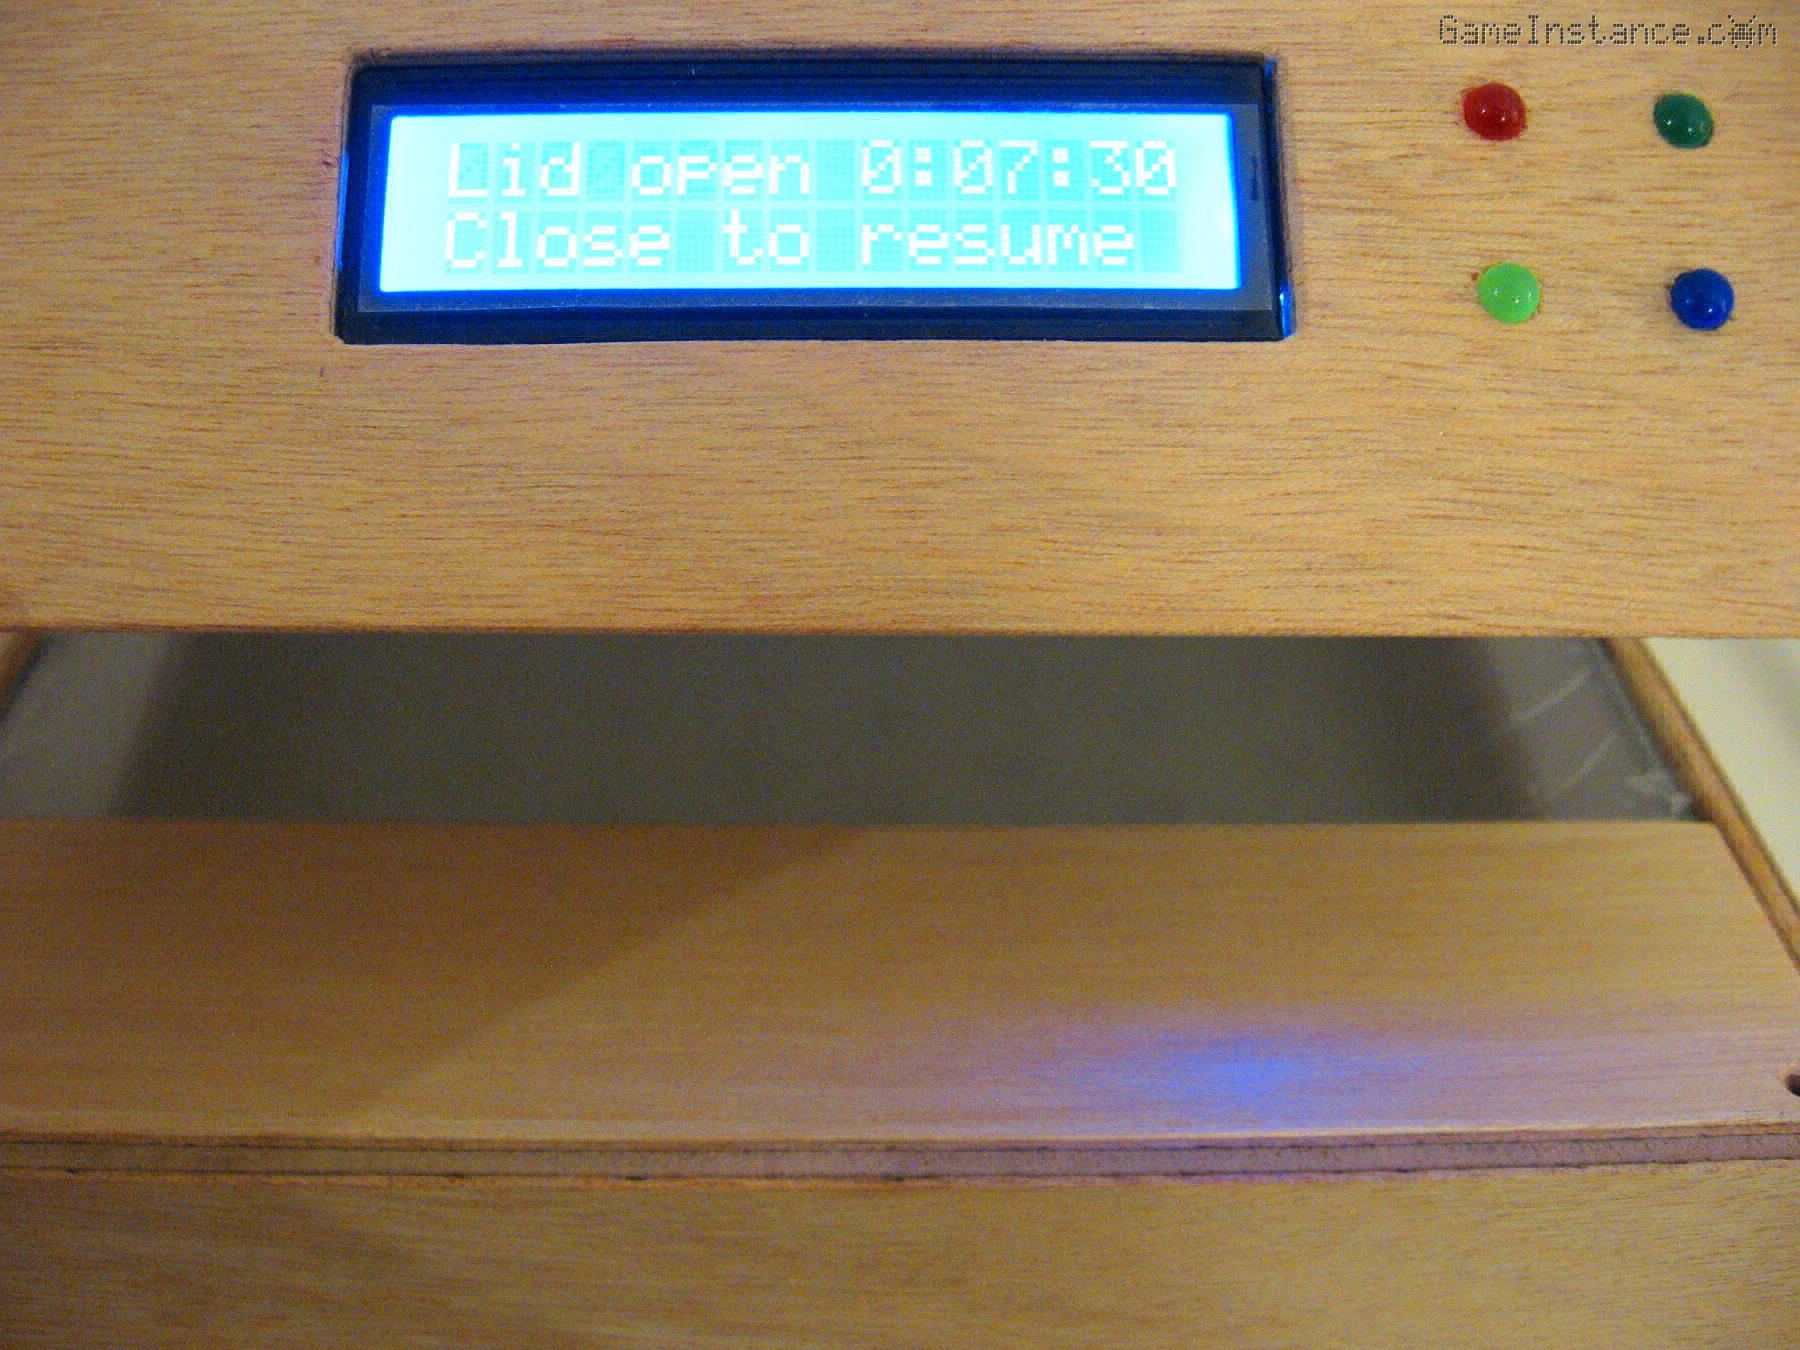 GameInstance.com
Lid open 0:07:30
Close to resume